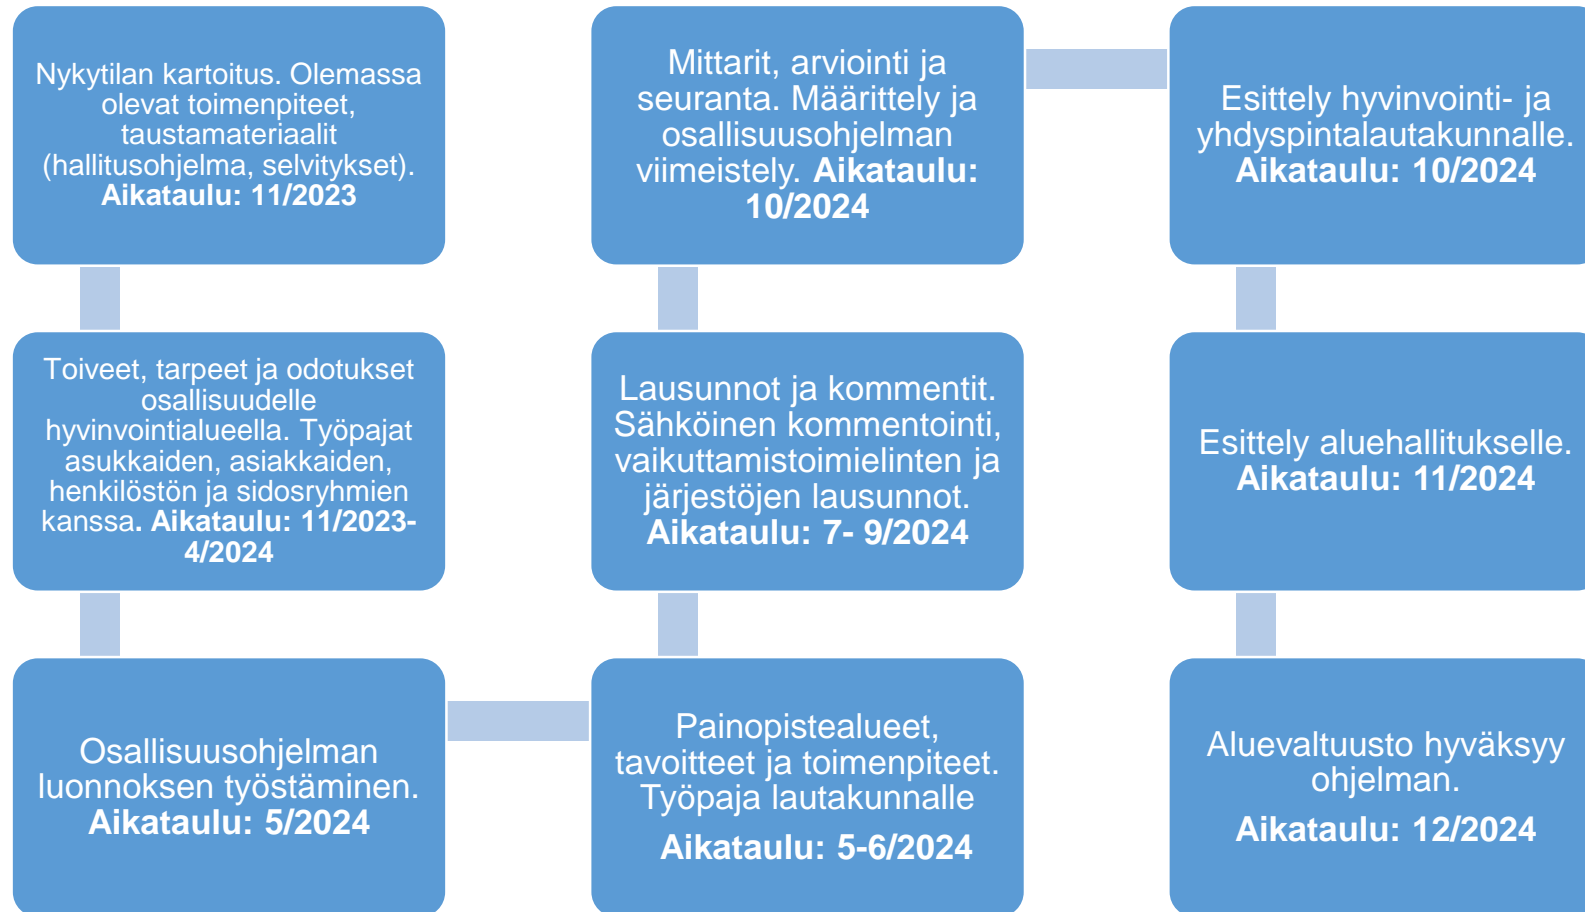 Nykytilan kartoitus. Olemassa
olevat toimenpiteet,
taustamateriaalit
(hallitusohjelma, selvitykset).
Aikataulu: 11/2023
Toiveet, tarpeet ja odotukset
osallisuudelle
hyvinvointialueella. Työpajat
asukkaiden, asiakkaiden,
henkilöstön ja sidosryhmien
kanssa. Aikataulu: 11/2023-
4/2024
Osallisuusohjelman
luonnoksen työstäminen.
Aikataulu: 5/2024
Painopistealueet,
tavoitteet ja toimenpiteet.
Työpaja lautakunnalle
Aikataulu: 5-6/2024
Lausunnot ja kommentit.
Sähköinen kommentointi,
vaikuttamistoimielinten ja
järjestöjen lausunnot.
Aikataulu: 7- 9/2024
Mittarit, arviointi ja
seuranta. Määrittely ja
osallisuusohjelman
viimeistely. Aikataulu:
10/2024
Esittely hyvinvointi- ja
yhdyspintalautakunnalle.
Aikataulu: 10/2024
Esittely aluehallitukselle.
Aikataulu: 11/2024
Aluevaltuusto hyväksyy
ohjelman.
Aikataulu: 12/2024